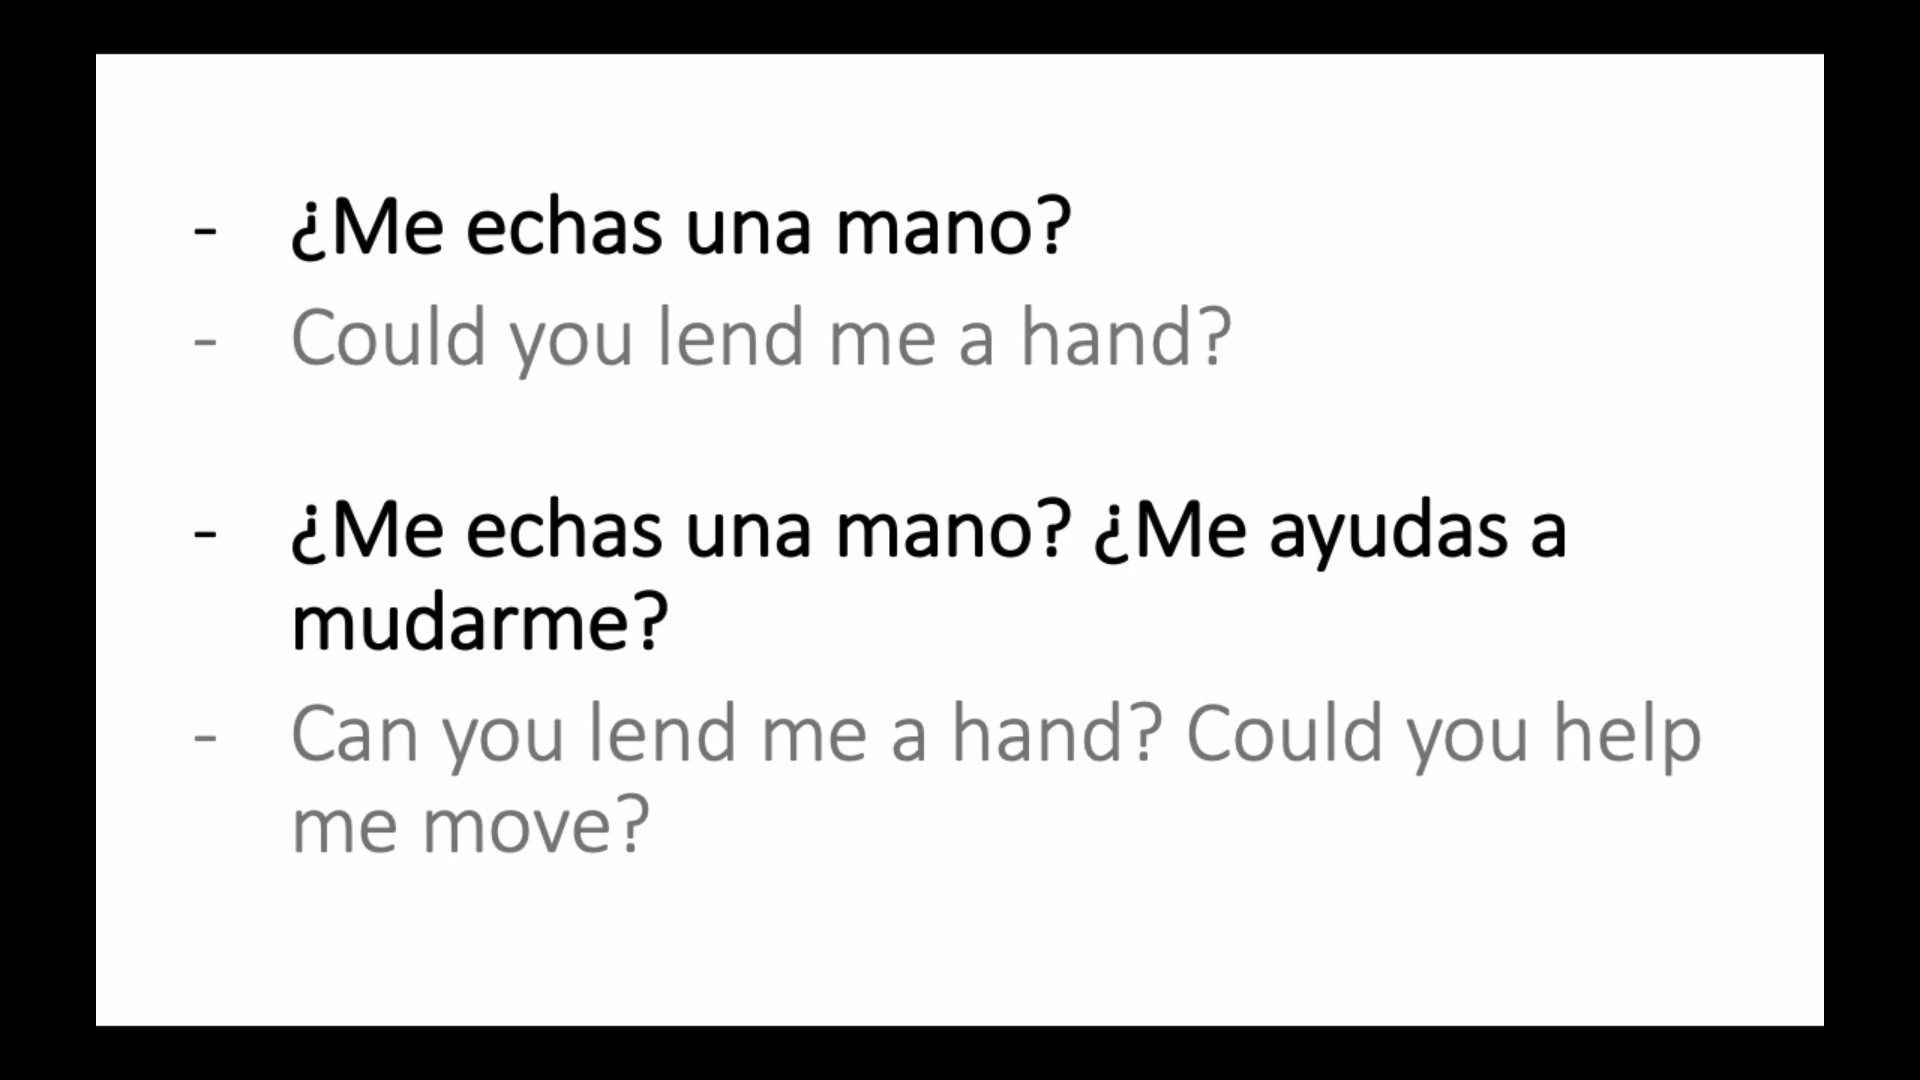 - ¿Me echas una mano?
- Could you lend me a hand?
- ¿Me echas una mano? ¿Me ayudas a
mudarme?
- Can you lend me a hand? Could you help
me move?